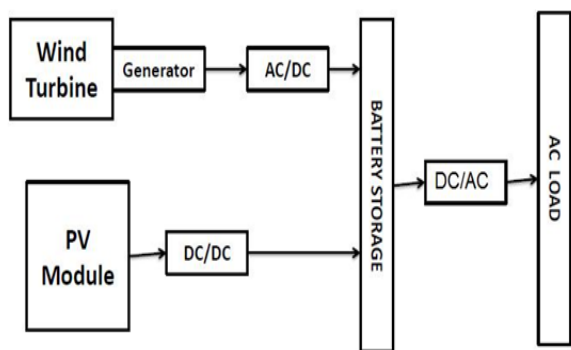 Wind
Turbine
Generator
AC/DC
PV
Module
DC/DC
BATTERY STORAGE
DC/AC
AC LOAD